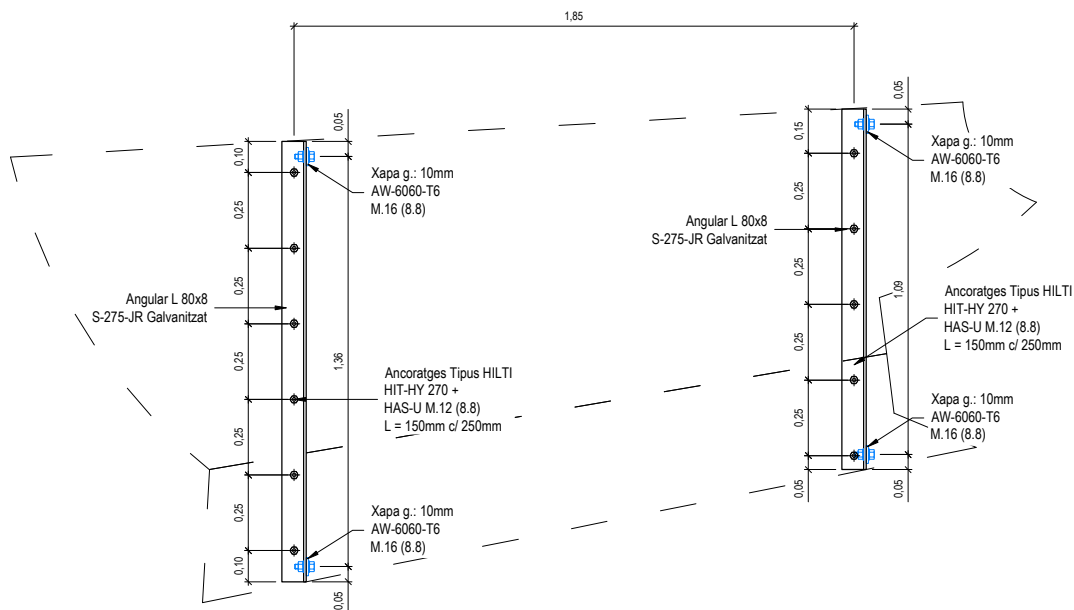 1,85
0,05
0,10
0,25
0,25
0,25
0,25
0,25
0,10
1,36
0,05
Xapa g.: 10mm
AW-6060-T6
M.16 (8.8)
Angular L 80x8
S-275-JR Galvanitzat
Ancoratges Tipus HILTI
HIT-HY 270 +
HAS-U M.12 (8.8)
L = 150mm c/ 250mm
Xapa g.: 10mm
AW-6060-T6
M.16 (8.8)
0,05
0,15
0,25
0,25
0,25
0,25
0,05
1,09
0,05
Xapa g.: 10mm
AW-6060-T6
M.16 (8.8)
Angular L 80x8
S-275-JR Galvanitzat
Ancoratges Tipus HILTI
HIT-HY 270 +
HAS-U M.12 (8.8)
L = 150mm c/ 250mm
Xapa g.: 10mm
AW-6060-T6
M.16 (8.8)